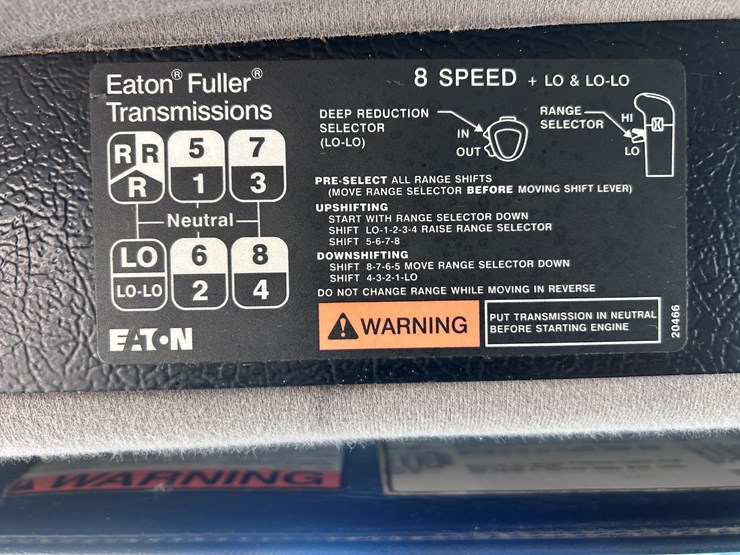 Eaton® Fuller®
Transmissions
R R 5 7
R 1 3
Neutral
LO 6 8
LO-LO 2 4
EATON
8 SPEED + LO & LO-LO
DEEP REDUCTION
SELECTOR
(LO-LO)
IN
OUT
RANGE
SELECTOR
HI
LO
PRE-SELECT ALL RANGE SHIFTS
(MOVE RANGE SELECTOR BEFORE MOVING SHIFT LEVER)
UPSHIFTING
START WITH RANGE SELECTOR DOWN
SHIFT LO-1-2-3-4 RAISE RANGE SELECTOR
SHIFT 5-6-7-8
DOWNSHIFTING
SHIFT 8-7-6-5 MOVE RANGE SELECTOR DOWN
SHIFT 4-3-2-1-LO
DO NOT CHANGE RANGE WHILE MOVING IN REVERSE
WARNING
PUT TRANSMISSION IN NEUTRAL
BEFORE STARTING ENGINE
20466
WARNING